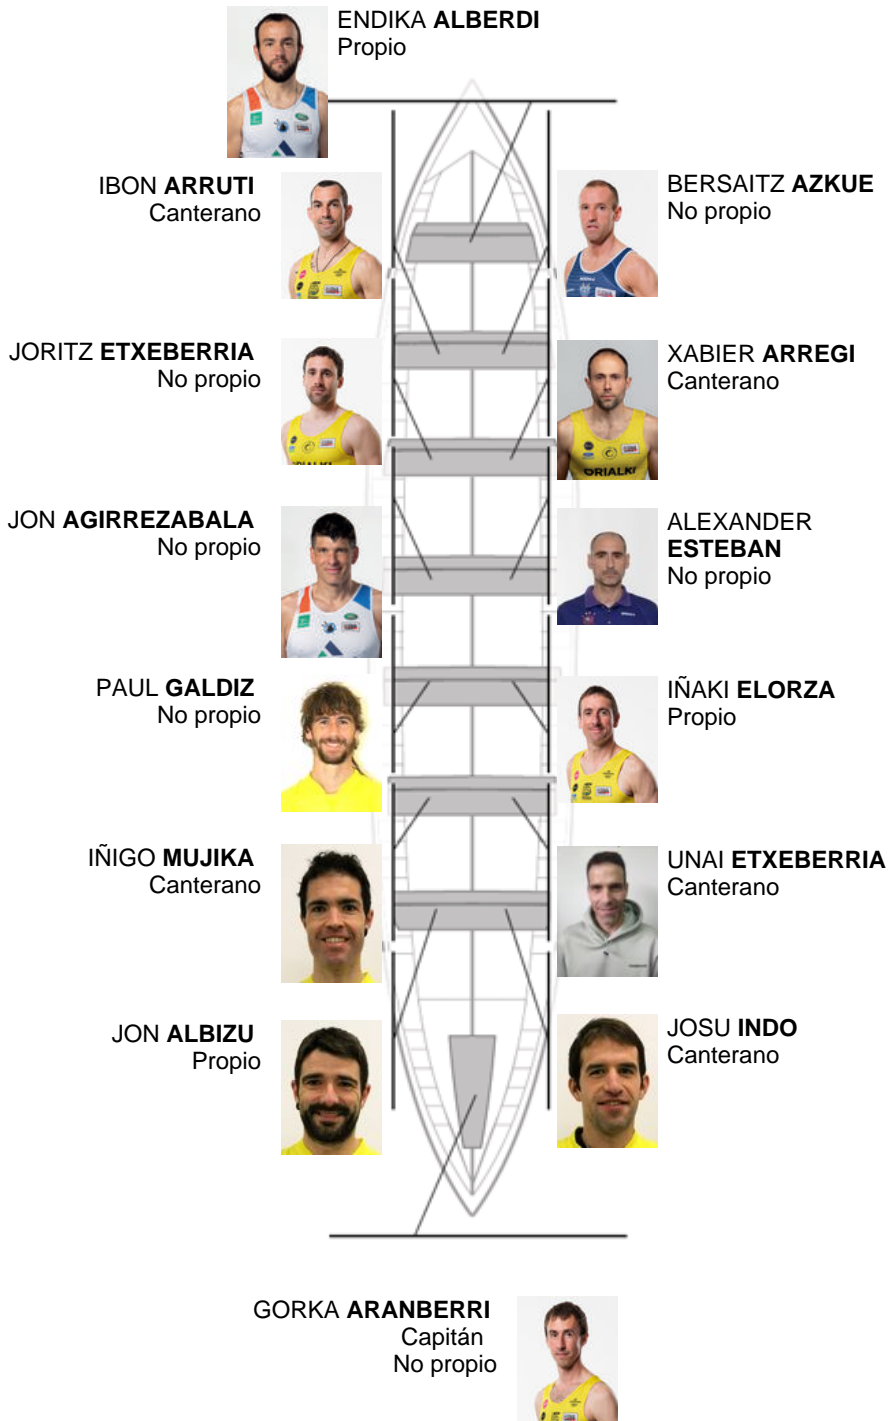 ENDIKA ALBERDI
Propio
IBON ARRUTI
Canterano
BERSAITZ AZKUE
No propio
JORITZ ETXEBERRIA
No propio
XABIER ARREGI
Canterano
ORIALKI
JON AGIRREZABALA
No propio
ALEXANDER
ESTEBAN
No propio
PAUL GALDIZ
No propio
IÑAKI ELORZA
Propio
IÑIGO MUJIKA
Canterano
UNAI ETXEBERRIA
Canterano
JON ALBIZU
Propio
JOSU INDO
Canterano
GORKA ARANBERRI
Capitán
No propio